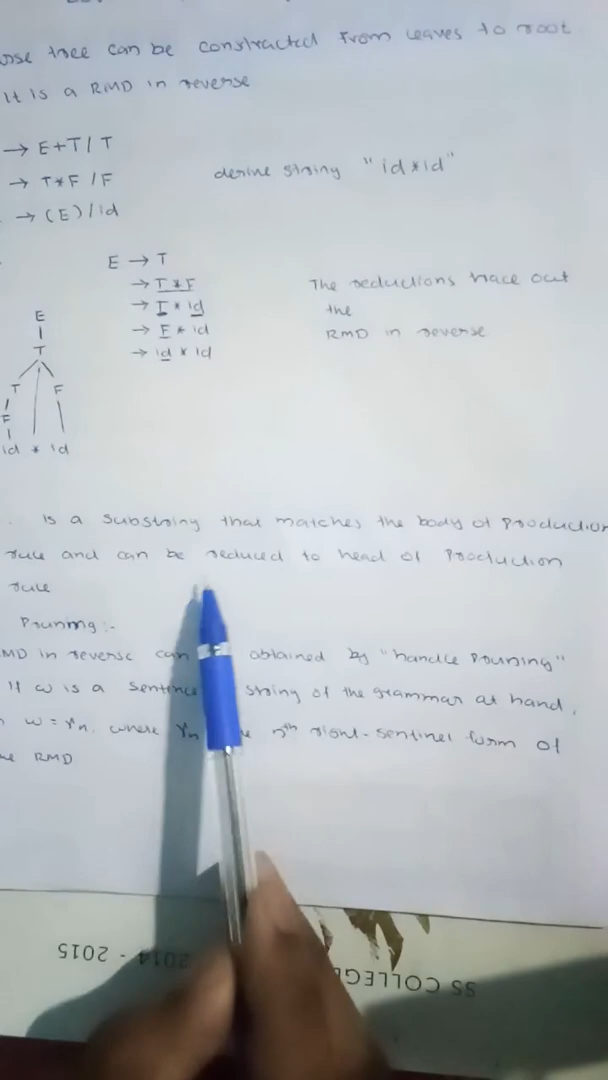 tree can be constracted from leaves to root
It is a RMD in reverse
→ E+T / T
→ T*F /F
→ (E)/id
derive string "id*id"
E → T
→ T*F
→ T * id
→ F * id
→ id * id
The reductions trace out
the
RMD in reverse
E
T
T F
F
id * id
is a substring that matches the body of production
rule and can be reduced to head of production
rule
Pruning:-
MD in reverse can obtained by "handle pruning"
If ω is a sentence string of the grammar at hand,
ω = γn. where γn nth right-sentinel form of
RMD
2014 - 2015
SS COLLEGE